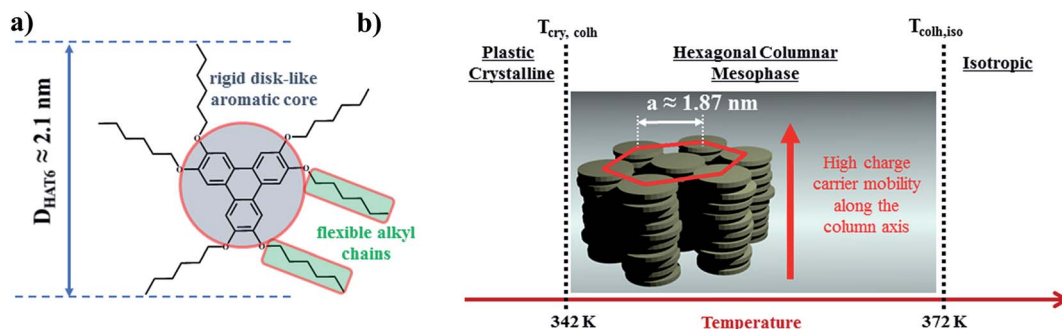 a)
D_HAT6 ≈ 2.1 nm
rigid disk-like
aromatic core
O
O
O
O
O
O
flexible alkyl
chains
b)
T_cry, colh
T_colh,iso
Plastic
Crystalline
Hexagonal Columnar
Mesophase
Isotropic
a ≈ 1.87 nm
High charge
carrier mobility
along the
column axis
342 K
Temperature
372 K